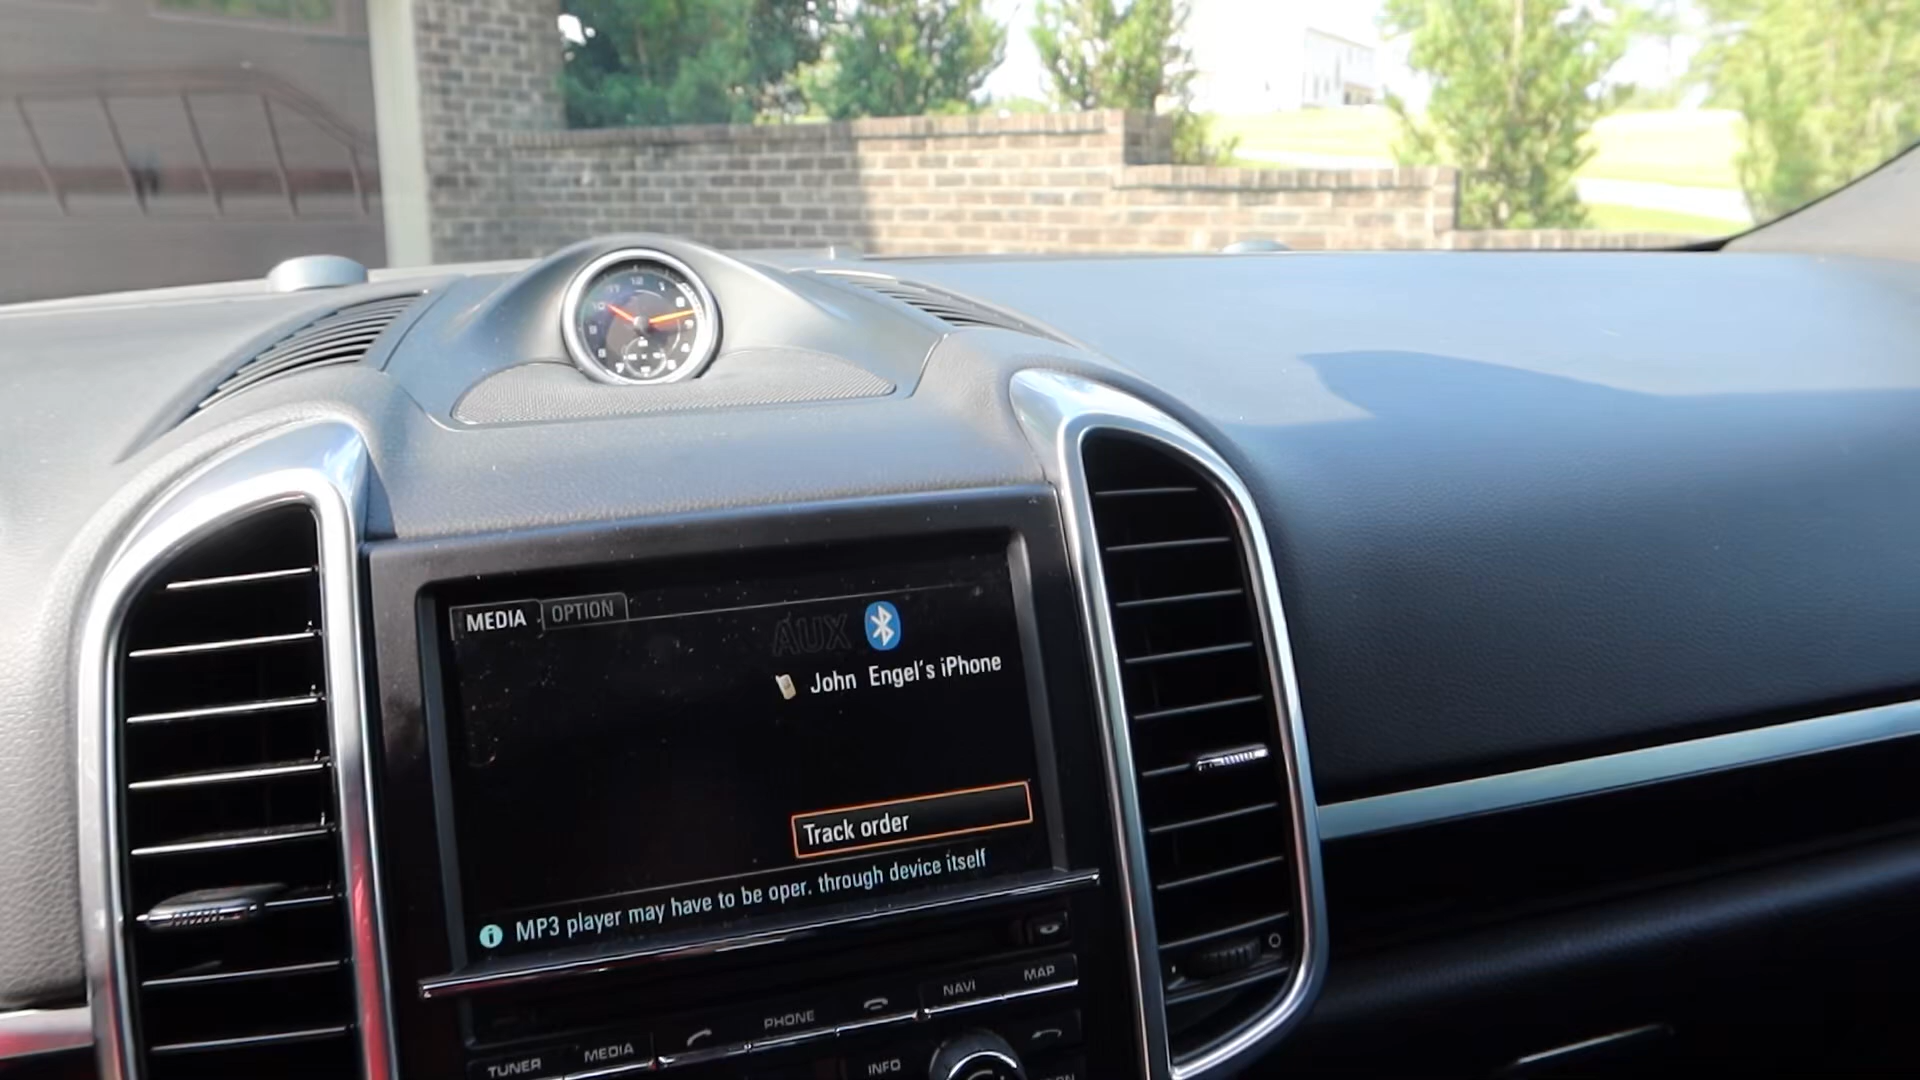 12
MEDIA OPTION
AUX
John Engel's iPhone
Track order
MP3 player may have to be oper. through device itself
TUNER MEDIA PHONE NAVI MAP
INFO